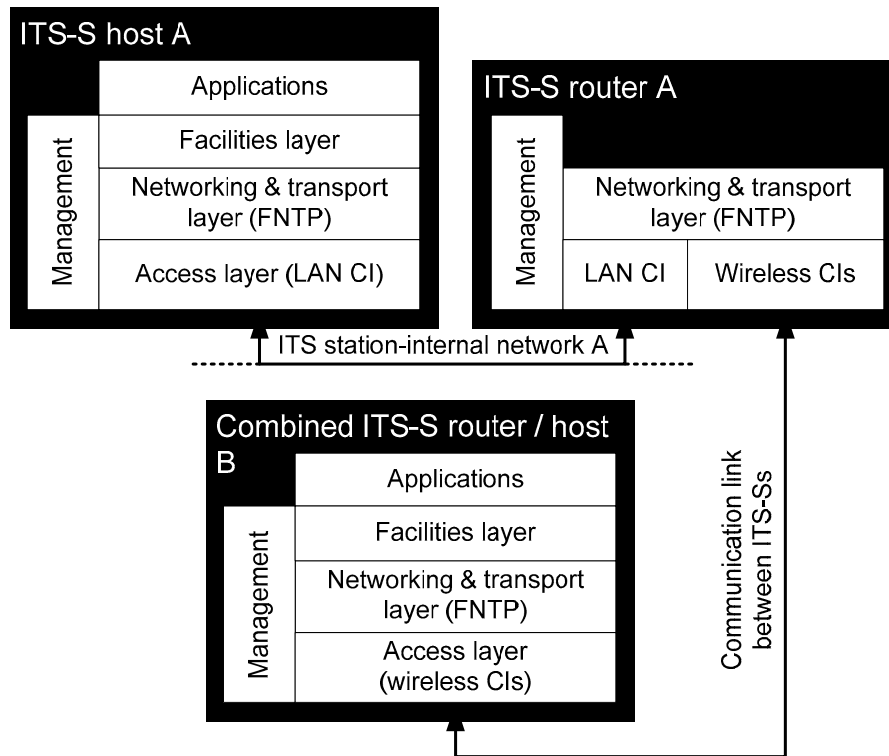 ITS-S host A
Applications
Management
Facilities layer
Networking & transport
layer (FNTP)
Access layer (LAN CI)
ITS-S router A
Management
Networking & transport
layer (FNTP)
LAN CI
Wireless CIs
ITS station-internal network A
Combined ITS-S router / host
B
Applications
Management
Facilities layer
Networking & transport
layer (FNTP)
Access layer
(wireless CIs)
Communication link
between ITS-Ss